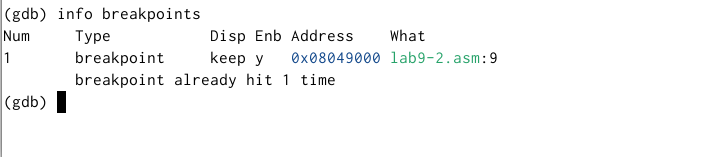 (gdb) info breakpoints
Num     Type           Disp Enb Address    What
1       breakpoint     keep y   0x08049000 lab9-2.asm:9
        breakpoint already hit 1 time
(gdb)